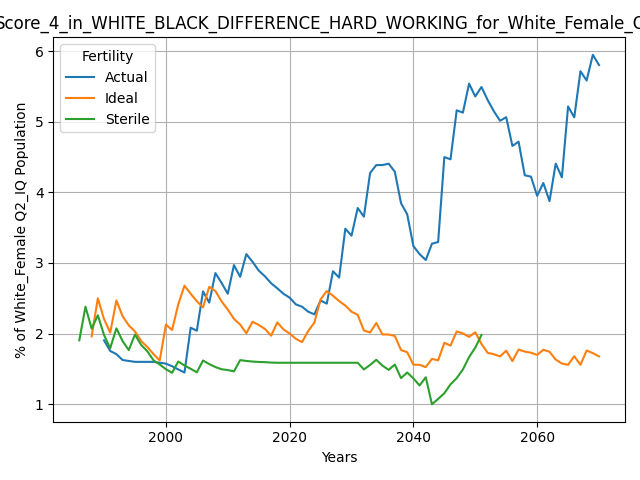 Score_4_in_WHITE_BLACK_DIFFERENCE_HARD_WORKING_for_White_Female_
Fertility
Actual
Ideal
Sterile
% of White_Female Q2_IQ Population
6
5
4
3
2
1
2000 2020 2040 2060
Years